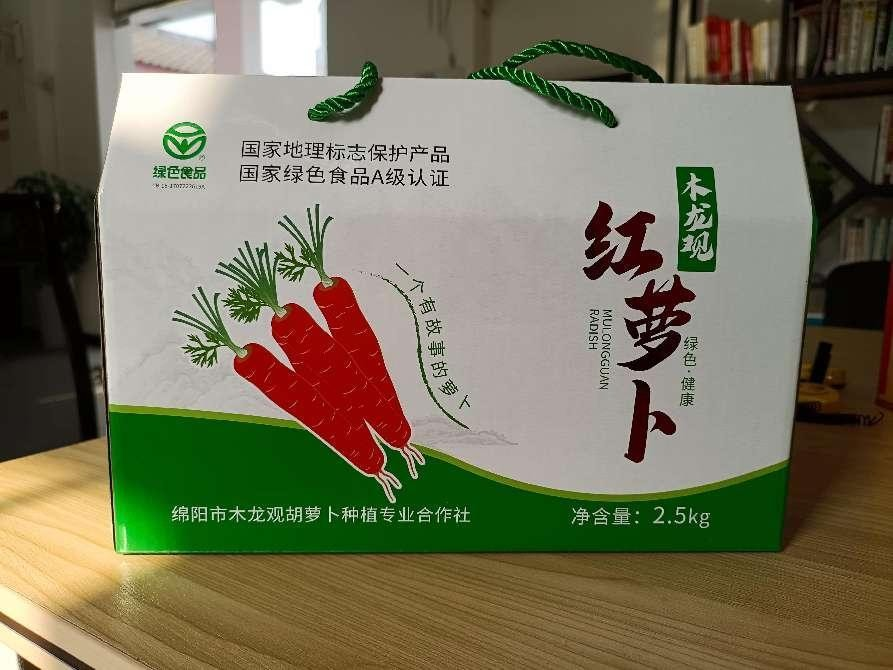 绿色食品
国家地理标志保护产品
国家绿色食品A级认证
木龙观
红萝卜
MULONGGUAN
RADISH
绿色·健康
一个有故事的萝卜
绵阳市木龙观胡萝卜种植专业合作社
净含量：2.5kg